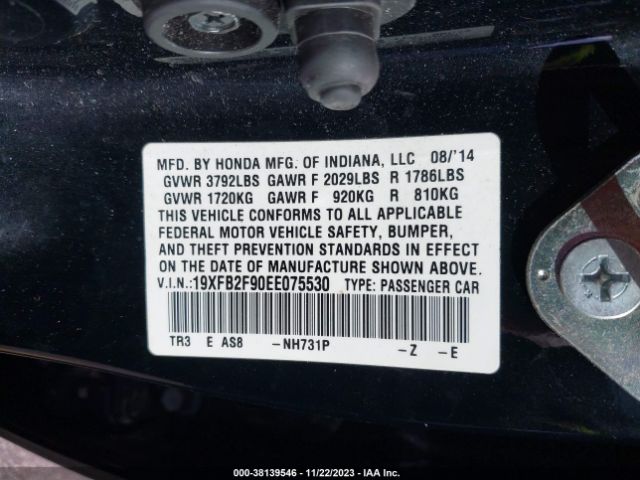 MFD. BY HONDA MFG. OF INDIANA, LLC 08/'14
GVWR 3792LBS GAWR F 2029LBS R 1786LBS
GVWR 1720KG GAWR F 920KG R 810KG
THIS VEHICLE CONFORMS TO ALL APPLICABLE
FEDERAL MOTOR VEHICLE SAFETY, BUMPER,
AND THEFT PREVENTION STANDARDS IN EFFECT
ON THE DATE OF MANUFACTURE SHOWN ABOVE.
V.I.N.:19XFB2F90EE075530 TYPE: PASSENGER CAR
TR3 E AS8 -NH731P -Z -E
000-38139546 - 11/22/2023 - IAA Inc.